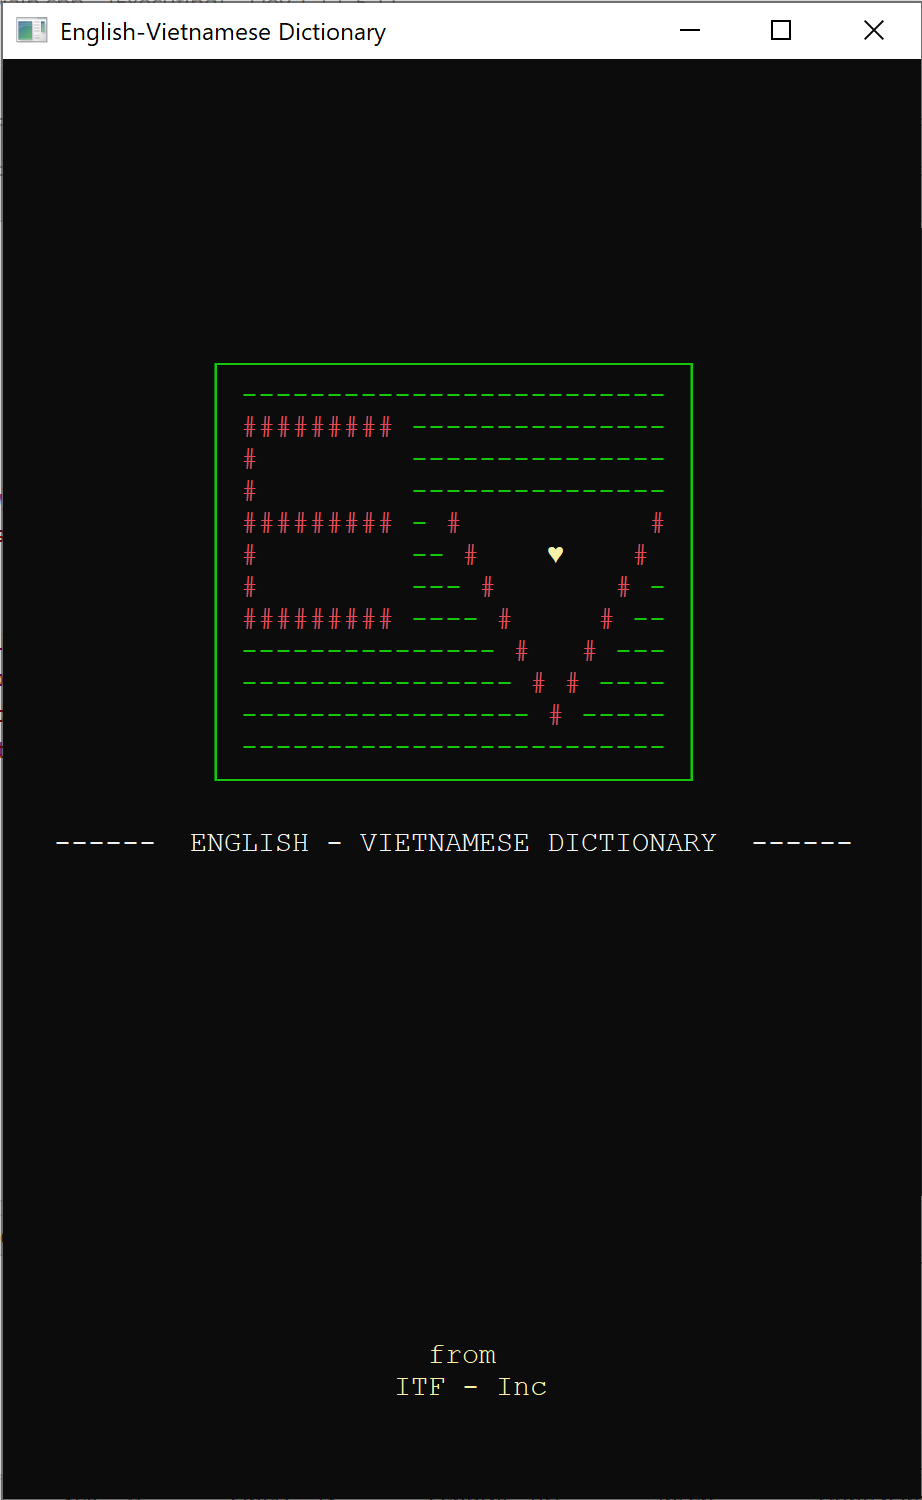 English-Vietnamese Dictionary
-------------------------
######### ---------------
#         ---------------
#         ---------------
######### - #           #
#         -- #    ♥    #
#         --- #       # -
######### ---- #     # --
--------------- #   # ---
---------------- # # ----
----------------- # -----
-------------------------
------  ENGLISH - VIETNAMESE DICTIONARY  ------
from
ITF - Inc